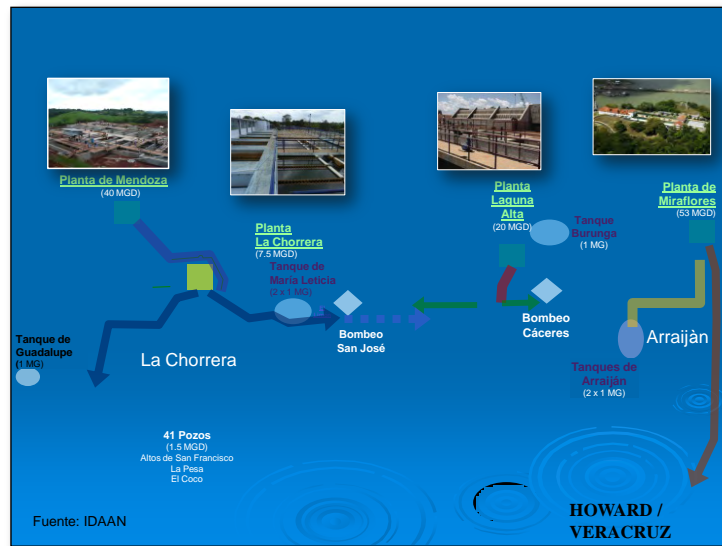 Planta de Mendoza
(40 MGD)
Planta
La Chorrera
(7.5 MGD)
Tanque de
María Leticia
(2 x 1 MG)
Planta
Laguna
Alta
(20 MGD)
Tanque
Burunga
(1 MG)
Planta de
Miraflores
(53 MGD)
Tanque de
Guadalupe
(1 MG)
La Chorrera
Bombeo
San José
Bombeo
Cáceres
Arraijàn
Tanques de
Arraiján
(2 x 1 MG)
41 Pozos
(1.5 MGD)
Altos de San Francisco
La Pesa
El Coco
Fuente: IDAAN
HOWARD /
VERACRUZ